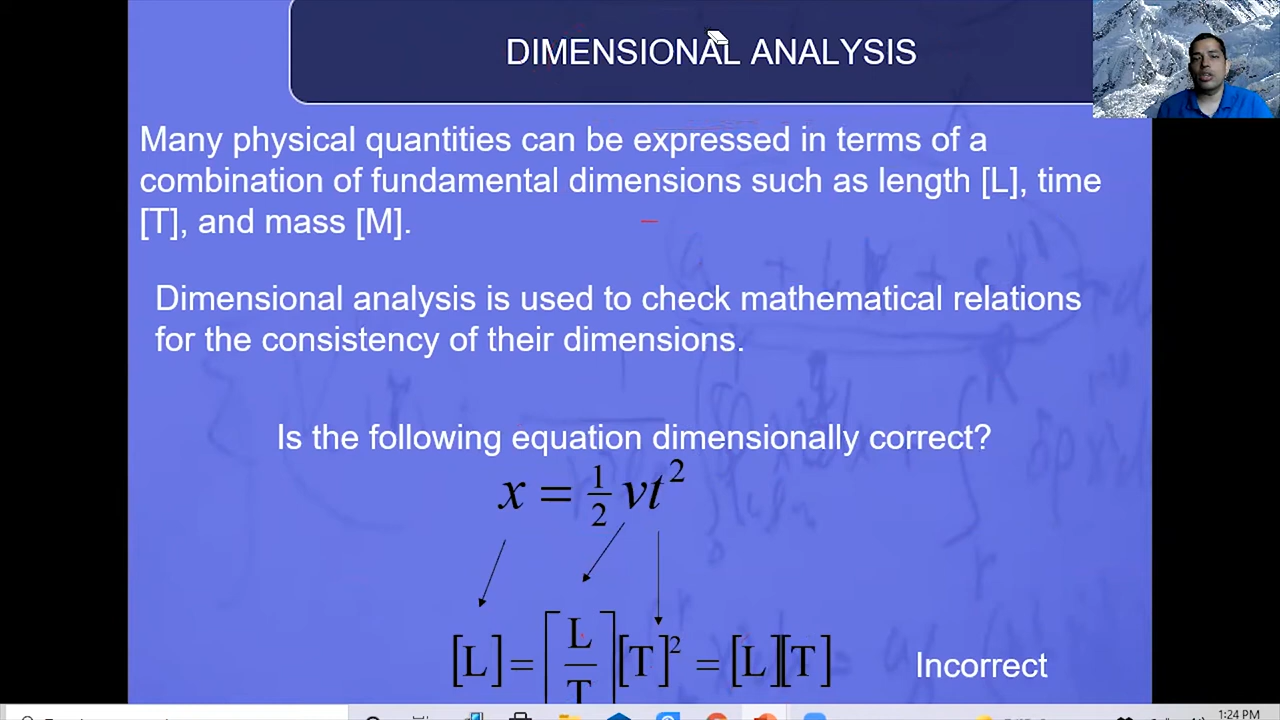 DIMENSIONAL ANALYSIS
Many physical quantities can be expressed in terms of a
combination of fundamental dimensions such as length [L], time
[T], and mass [M].
Dimensional analysis is used to check mathematical relations
for the consistency of their dimensions.
Is the following equation dimensionally correct?
x = ½ vt²
[L] = [L/T][T]² = [L][T] Incorrect
1:24 PM